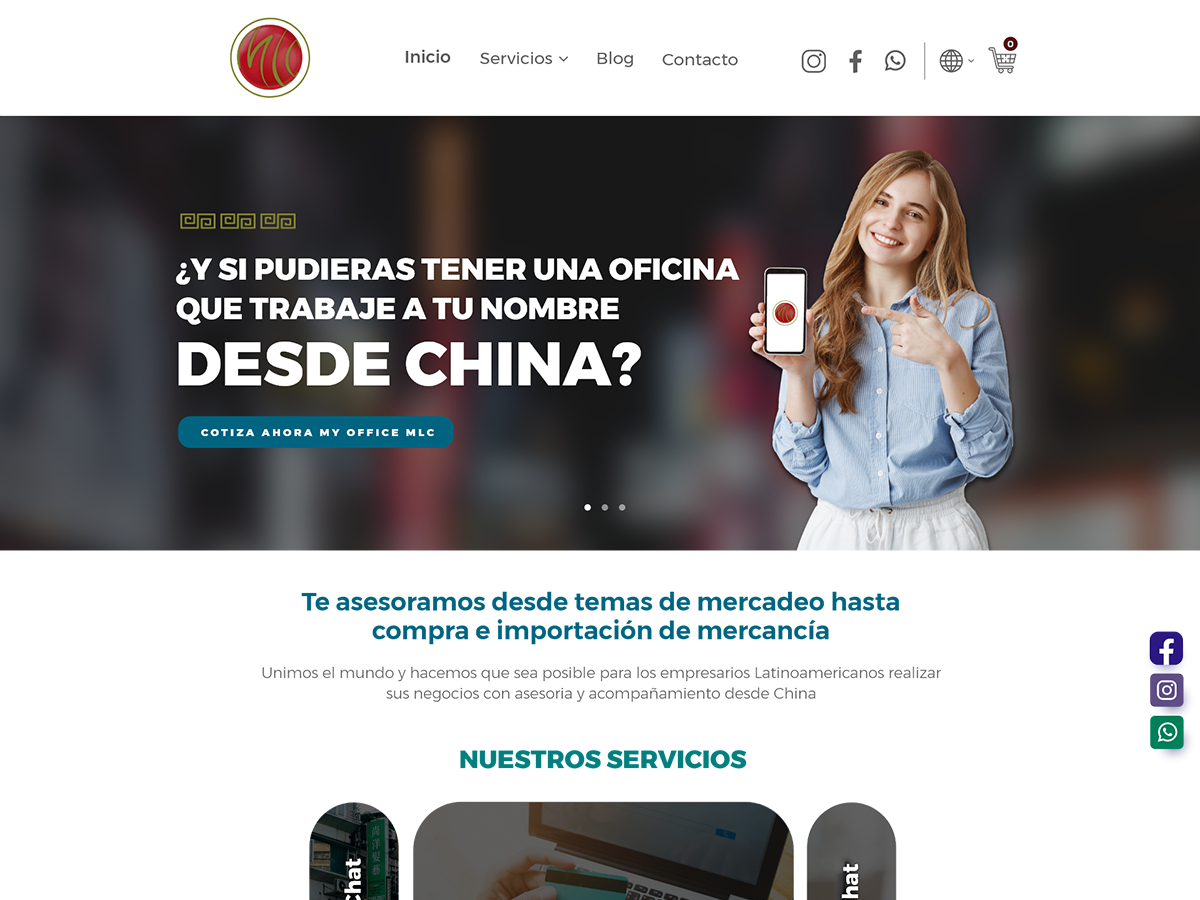 mlc
Inicio
Servicios
Blog
Contacto
0
¿Y SI PUDIERAS TENER UNA OFICINA
QUE TRABAJE A TU NOMBRE
DESDE CHINA?
COTIZA AHORA MY OFFICE MLC
Te asesoramos desde temas de mercadeo hasta
compra e importación de mercancía
Unimos el mundo y hacemos que sea posible para los empresarios Latinoamericanos realizar
sus negocios con asesoria y acompañamiento desde China
NUESTROS SERVICIOS